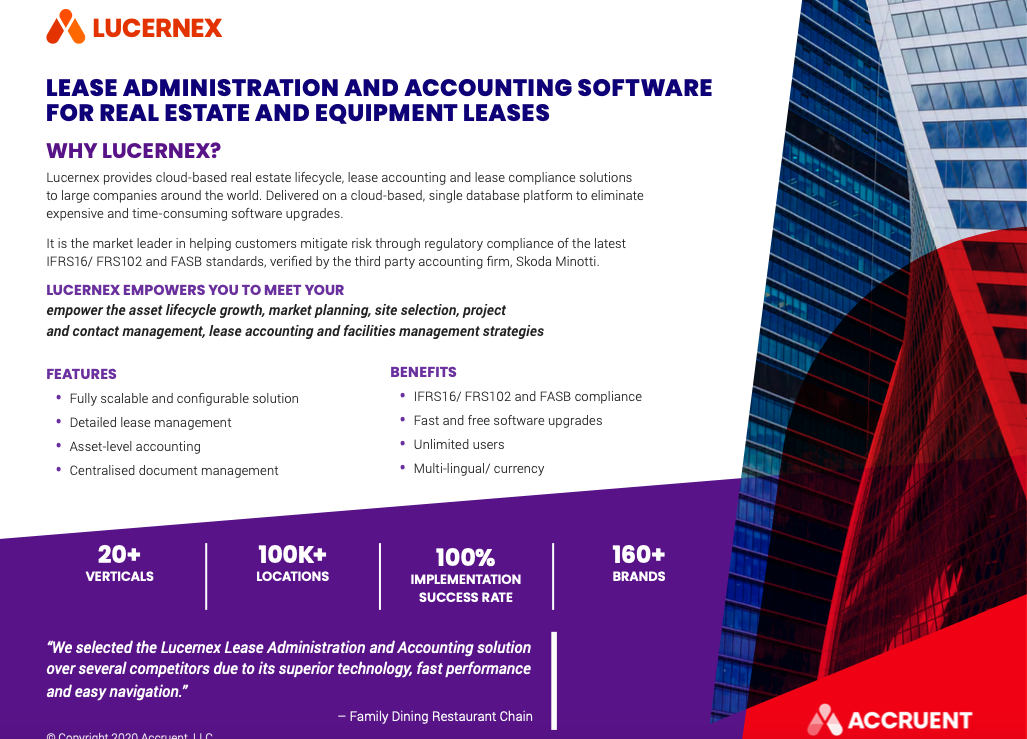 LUCERNEX
LEASE ADMINISTRATION AND ACCOUNTING SOFTWARE
FOR REAL ESTATE AND EQUIPMENT LEASES
WHY LUCERNEX?
Lucernex provides cloud-based real estate lifecycle, lease accounting and lease compliance solutions
to large companies around the world. Delivered on a cloud-based, single database platform to eliminate
expensive and time-consuming software upgrades.
It is the market leader in helping customers mitigate risk through regulatory compliance of the latest
IFRS16/ FRS102 and FASB standards, verified by the third party accounting firm, Skoda Minotti.
LUCERNEX EMPOWERS YOU TO MEET YOUR
empower the asset lifecycle growth, market planning, site selection, project
and contact management, lease accounting and facilities management strategies
FEATURES
• Fully scalable and configurable solution
• Detailed lease management
• Asset-level accounting
• Centralised document management
BENEFITS
• IFRS16/ FRS102 and FASB compliance
• Fast and free software upgrades
• Unlimited users
• Multi-lingual/ currency
20+
VERTICALS
100K+
LOCATIONS
100%
IMPLEMENTATION
SUCCESS RATE
160+
BRANDS
“We selected the Lucernex Lease Administration and Accounting solution
over several competitors due to its superior technology, fast performance
and easy navigation.”
– Family Dining Restaurant Chain
© Copyright 2020 Accruent, LLC
ACCRUENT